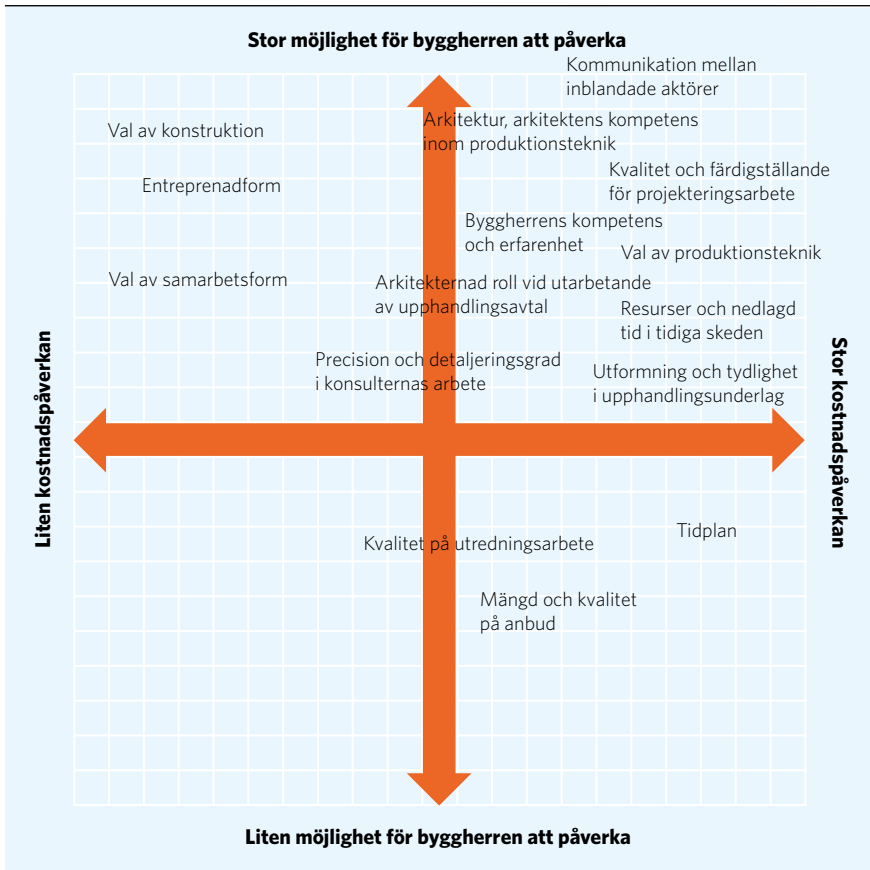 Stor möjlighet för byggherren att påverka
Kommunikation mellan
inblandade aktörer
Arkitektur, arkitektens kompetens
inom produktionsteknik
Val av konstruktion
Kvalitet och färdigställande
för projekteringsarbete
Entreprenadform
Byggherrens kompetens
och erfarenhet
Val av produktionsteknik
Val av samarbetsform
Arkitekternad roll vid utarbetande
av upphandlingsavtal
Resurser och nedlagd
tid i tidiga skeden
Precision och detaljeringsgrad
i konsulternas arbete
Utformning och tydlighet
i upphandlingsunderlag
Liten kostnadspåverkan
Stor kostnadspåverkan
Tidplan
Kvalitet på utredningsarbete
Mängd och kvalitet
på anbud
Liten möjlighet för byggherren att påverka